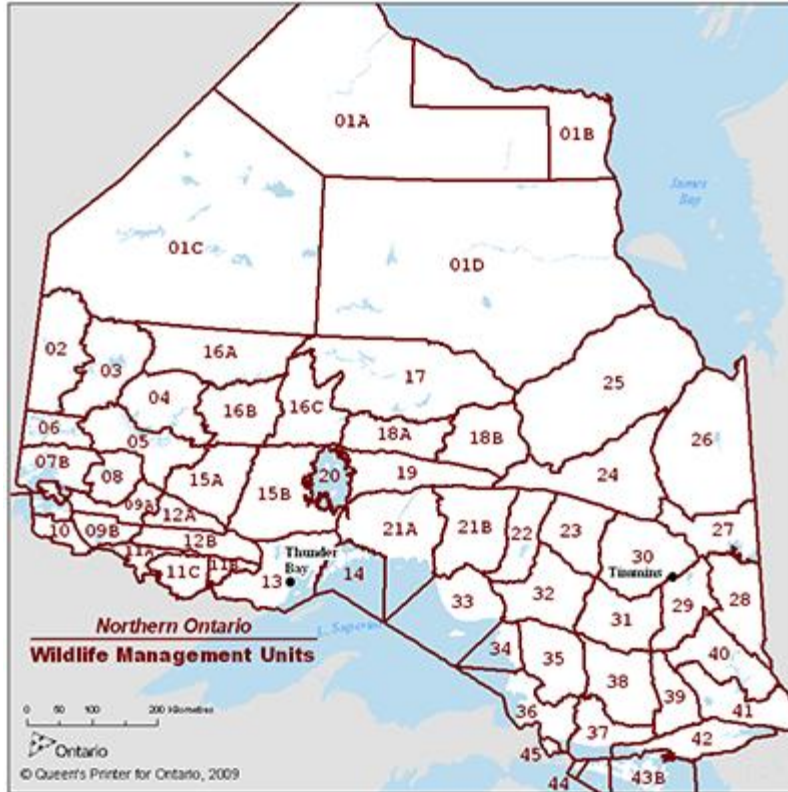 01A
01B
James
Bay
01C
01D
02
03
16A
17
25
04
16B
16C
26
06
05
18A
18B
07B
08
15A
15B
20
19
24
09A
12A
21A
21B
22
23
27
10
09B
12B
30
11A
11C
11B
13
Thunder
Bay
14
Timmins
33
32
31
29
28
Northern Ontario
Wildlife Management Units
L. Superior
34
35
38
39
40
36
37
41
42
45
44
43B
0 50 100 200 Kilometres
Ontario
© Queen's Printer for Ontario, 2009